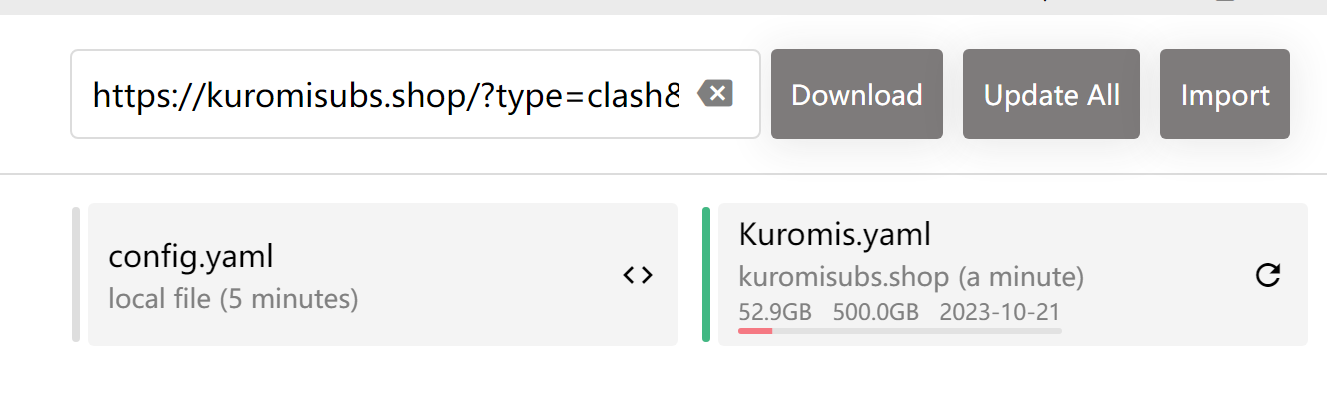 https://kuromisubs.shop/?type=clash&
Download
Update All
Import
config.yaml
local file (5 minutes)
Kuromis.yaml
kuromisubs.shop (a minute)
52.9GB 500.0GB 2023-10-21